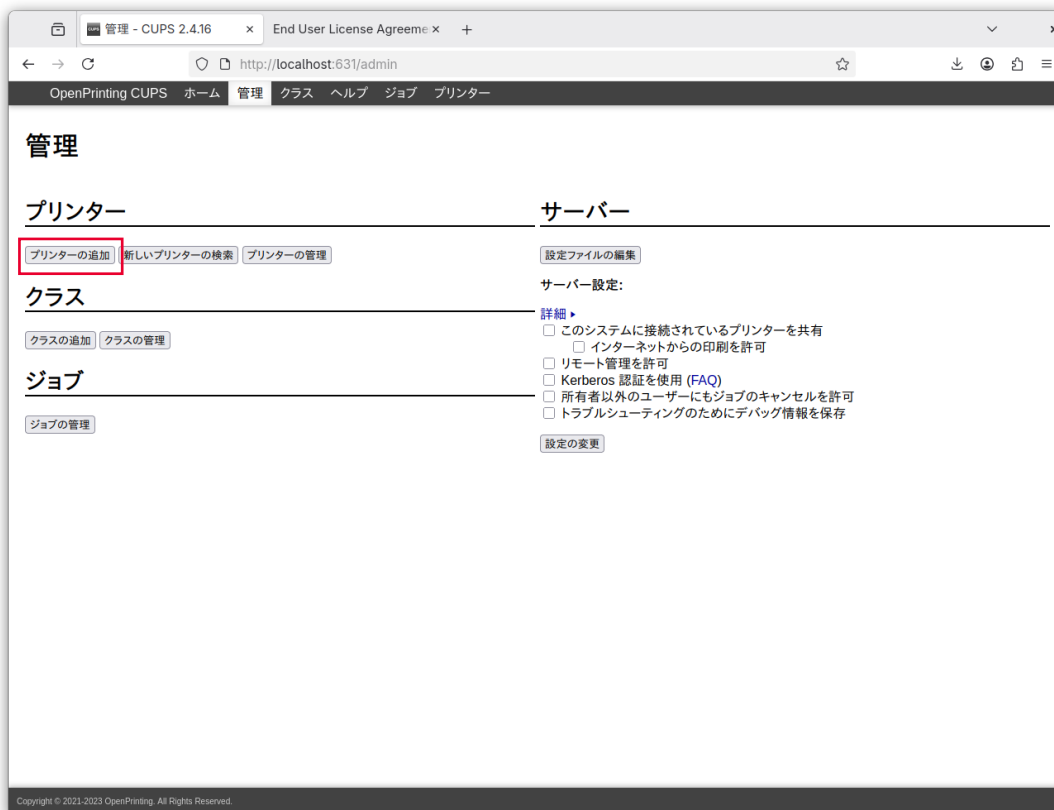 管理 - CUPS 2.4.16
End User License Agreeme
http://localhost:631/admin
OpenPrinting CUPS ホーム 管理 クラス ヘルプ ジョブ プリンター
管理
プリンター
プリンターの追加 新しいプリンターの検索 プリンターの管理
クラス
クラスの追加 クラスの管理
ジョブ
ジョブの管理
サーバー
設定ファイルの編集
サーバー設定:
詳細
このシステムに接続されているプリンターを共有
インターネットからの印刷を許可
リモート管理を許可
Kerberos 認証を使用 (FAQ)
所有者以外のユーザーにもジョブのキャンセルを許可
トラブルシューティングのためにデバッグ情報を保存
設定の変更
Copyright © 2021-2023 OpenPrinting. All Rights Reserved.